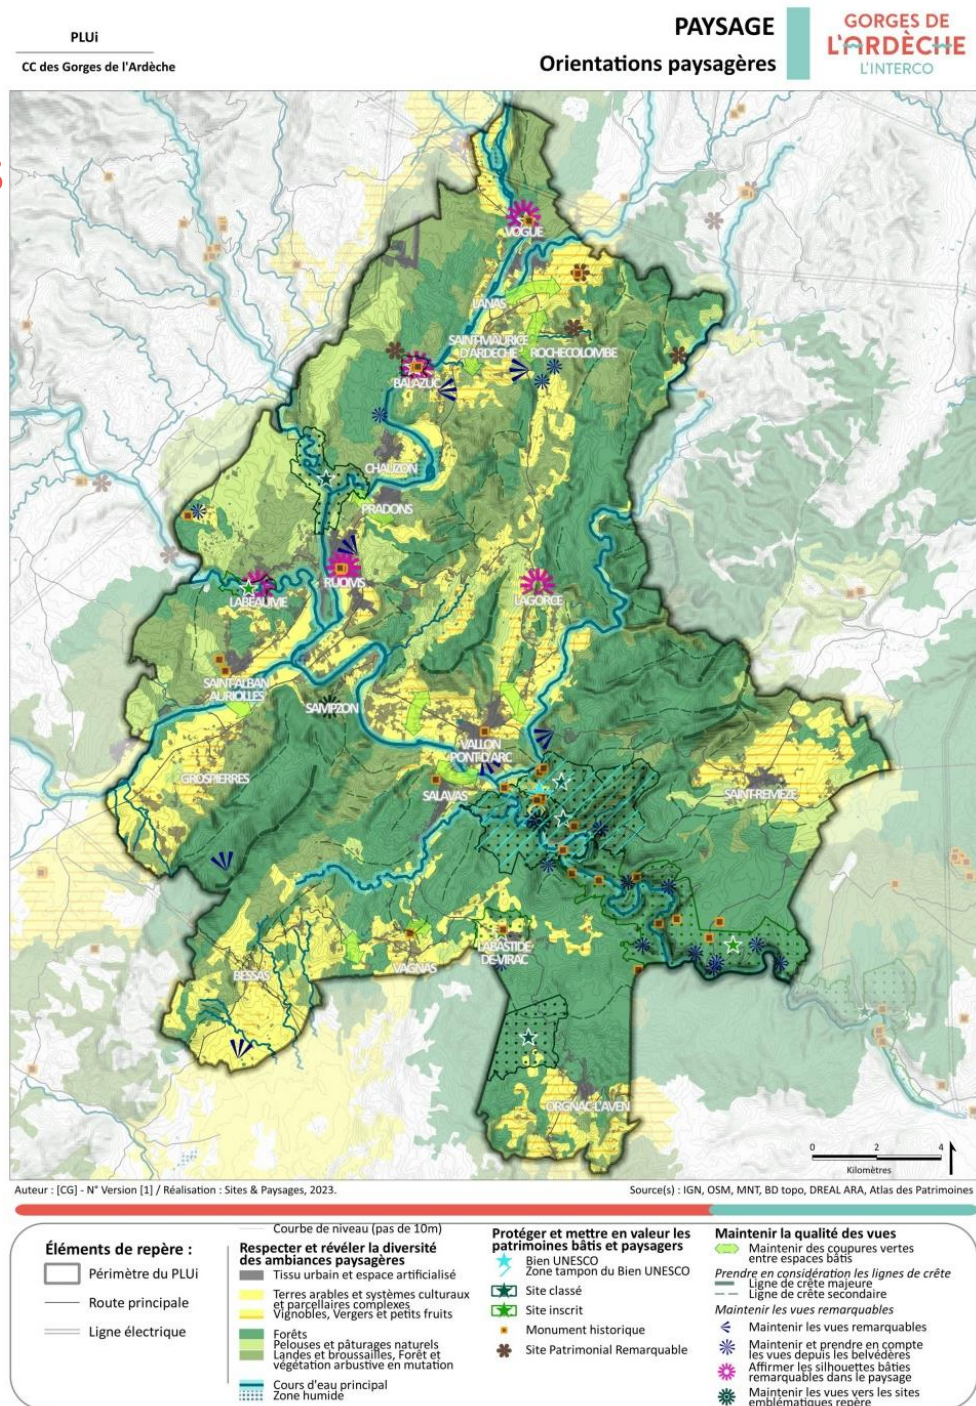 PLUi
CC des Gorges de l'Ardèche
PAYSAGE
Orientations paysagères
GORGES DE
L'ARDÈCHE
L'INTERCO
VOGUE
LANAS
SAINT-MAURICE
D'ARDECHE
ROCHECOLOMBE
BALAZUC
CHAUZON
PRADONS
RUOMS
LABEAUME
LAGORCE
SAINT-ALBAN
AURIOLLES
SAMPZON
VALLON
PONT-D'ARC
GROSPIERRES
SALAVAS
SAINT-REMEZE
LABASTIDE-
DE-VIRAC
VAGNAS
BESSAS
ORGNAC-L'AVEN
0 2 4
Kilomètres
Auteur : [CG] - N° Version [1] / Réalisation : Sites & Paysages, 2023.
Source(s) : IGN, OSM, MNT, BD topo, DREAL ARA, Atlas des Patrimoines
Éléments de repère :
Périmètre du PLUi
Route principale
Ligne électrique
Courbe de niveau (pas de 10m)
Respecter et révéler la diversité
des ambiances paysagères
Tissu urbain et espace artificialisé
Terres arables et systèmes culturaux
et parcellaires complexes
Vignobles, Vergers et petits fruits
Forêts
Pelouses et pâturages naturels
Landes et broussailles, Forêt et
végétation arbustive en mutation
Cours d'eau principal
Zone humide
Protéger et mettre en valeur les
patrimoines bâtis et paysagers
Bien UNESCO
Zone tampon du Bien UNESCO
Site classé
Site inscrit
Monument historique
Site Patrimonial Remarquable
Maintenir la qualité des vues
Maintenir des coupures vertes
entre espaces bâtis
Prendre en considération les lignes de crête
Ligne de crête majeure
Ligne de crête secondaire
Maintenir les vues remarquables
Maintenir les vues remarquables
Maintenir et prendre en compte
les vues depuis les belvédères
Affirmer les silhouettes bâties
remarquables dans le paysage
Maintenir les vues vers les sites
emblématiques repère